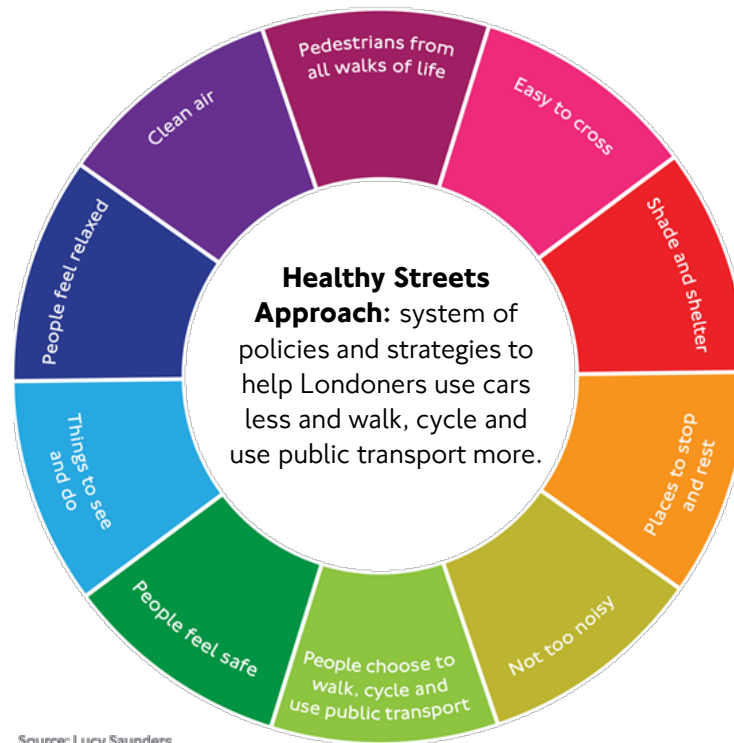 Pedestrians from
all walks of life
Easy to cross
Shade and shelter
Places to stop
and rest
Not too noisy
People choose to
walk, cycle and
use public transport
People feel safe
Things to see
and do
People feel relaxed
Clean air
Healthy Streets
Approach: system of
policies and strategies to
help Londoners use cars
less and walk, cycle and
use public transport more.
Source: Lucy Saunders